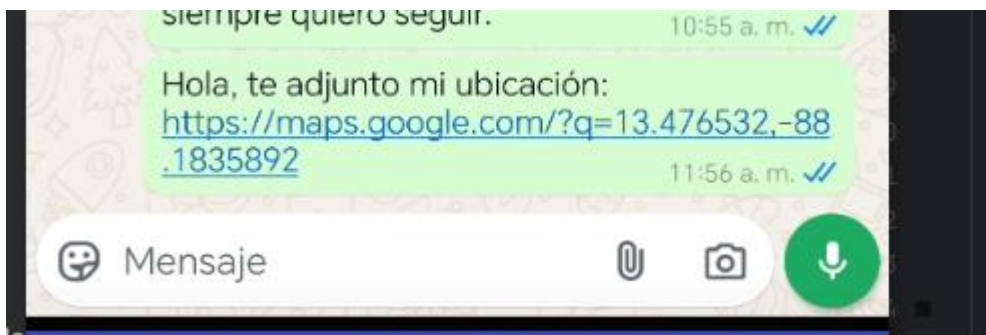 siempre quiero seguir.
10:55 a. m.
Hola, te adjunto mi ubicación:
https://maps.google.com/?q=13.476532,-88
.1835892
11:56 a. m.
Mensaje